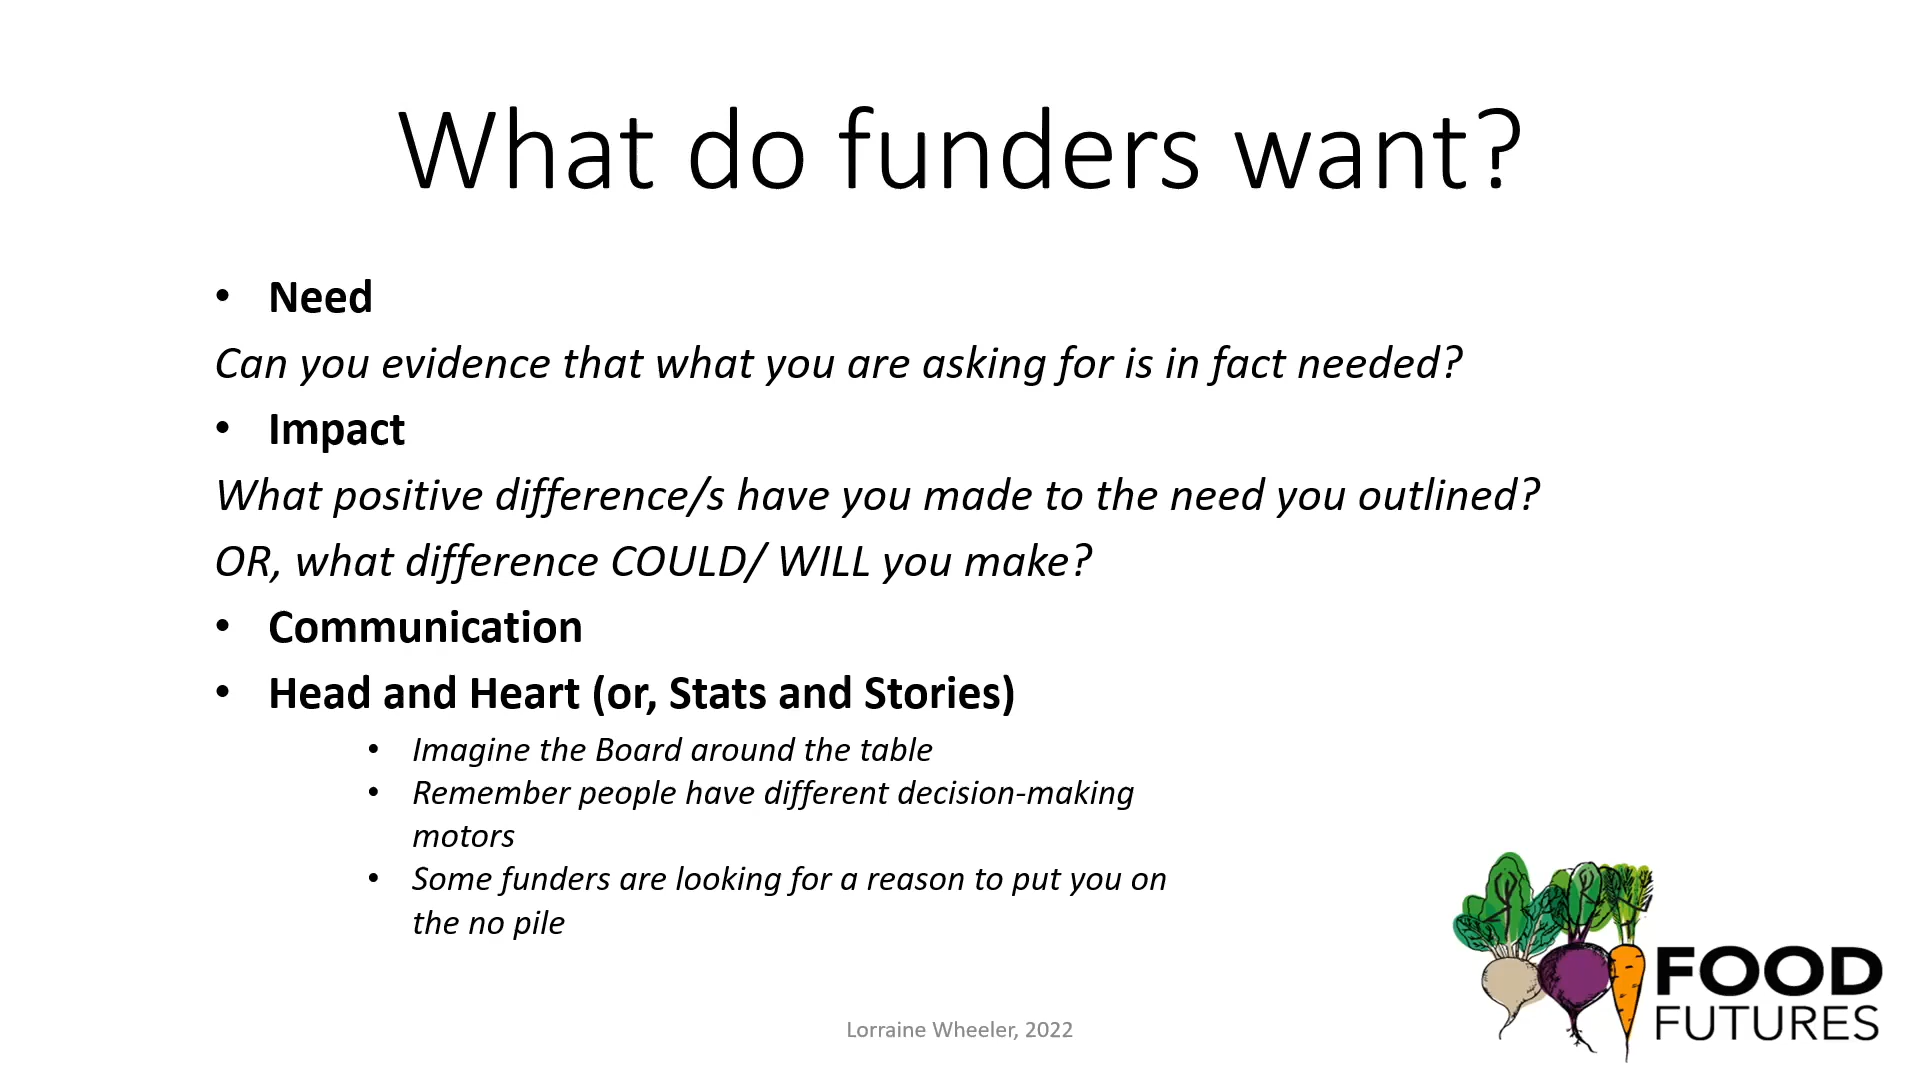 What do funders want?
• Need
Can you evidence that what you are asking for is in fact needed?
• Impact
What positive difference/s have you made to the need you outlined?
OR, what difference COULD/ WILL you make?
• Communication
• Head and Heart (or, Stats and Stories)
• Imagine the Board around the table
• Remember people have different decision-making
motors
• Some funders are looking for a reason to put you on
the no pile
Lorraine Wheeler, 2022
FOOD
FUTURES